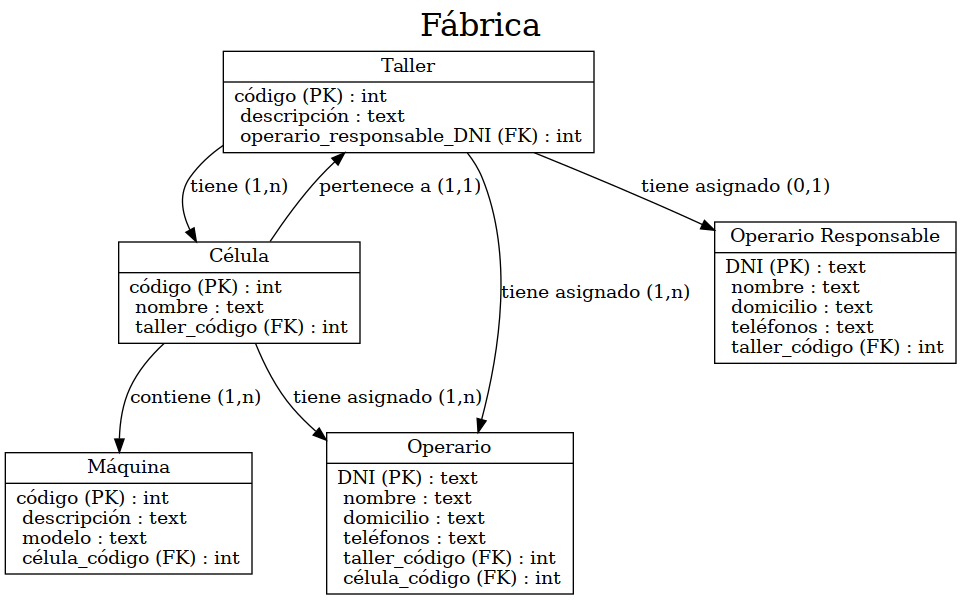 Fábrica
Taller
código (PK) : int
descripción : text
operario_responsable_DNI (FK) : int
tiene (1,n)
pertenece a (1,1)
tiene asignado (0,1)
Operario Responsable
DNI (PK) : text
nombre : text
domicilio : text
teléfonos : text
taller_código (FK) : int
Célula
código (PK) : int
nombre : text
taller_código (FK) : int
tiene asignado (1,n)
contiene (1,n)
tiene asignado (1,n)
Máquina
código (PK) : int
descripción : text
modelo : text
célula_código (FK) : int
Operario
DNI (PK) : text
nombre : text
domicilio : text
teléfonos : text
taller_código (FK) : int
célula_código (FK) : int